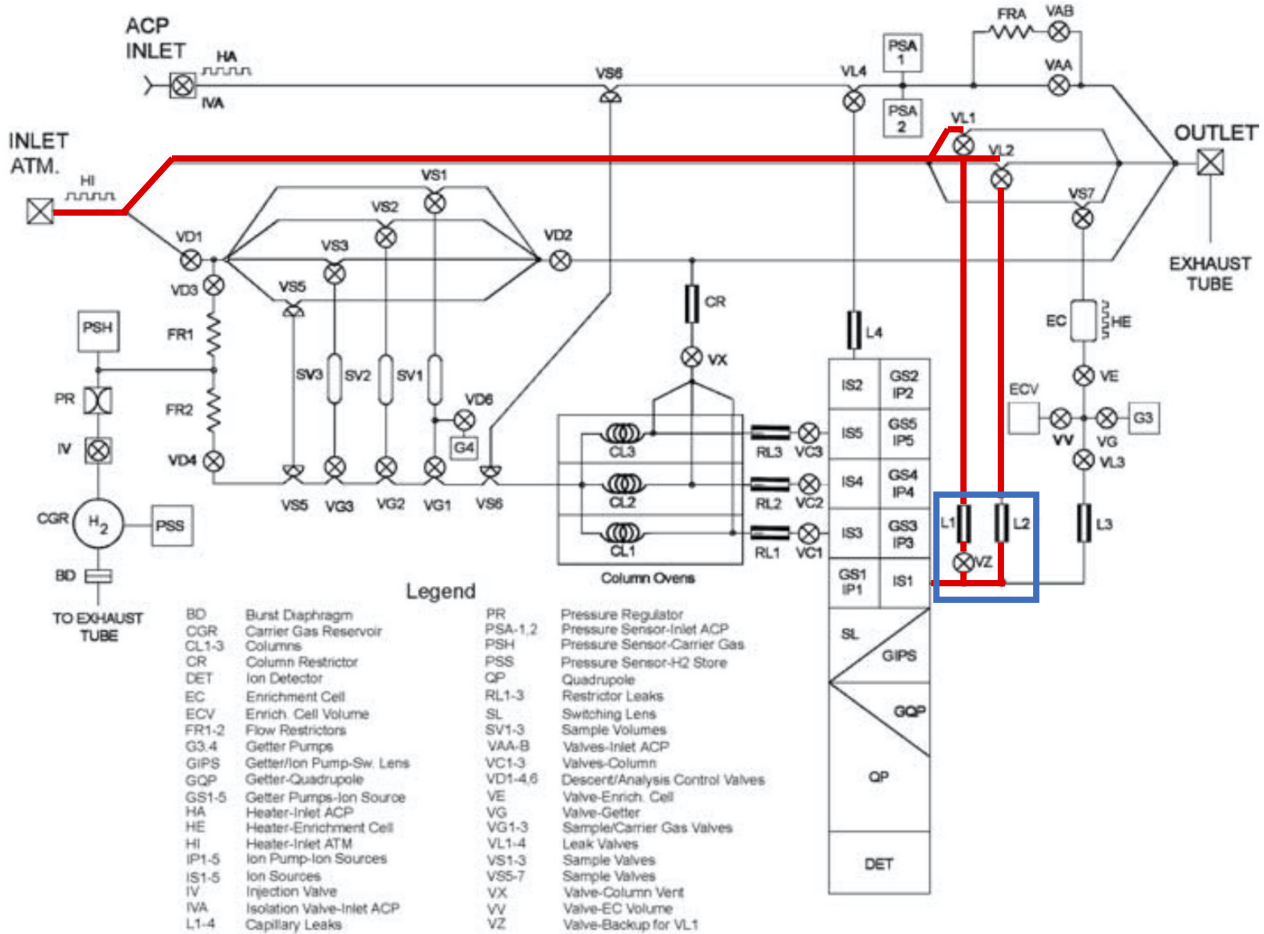 ACP
INLET
HA
IVA
VS6
VL4
PSA
1
PSA
2
FRA
VAB
VAA
INLET
ATM.
HI
VL1
VL2
VS7
OUTLET
EXHAUST
TUBE
VS1
VS2
VS3
VS5
VD1
VD2
VD3
FR1
PSH
PR
FR2
IV
VD4
CGR
H2
PSS
BD
TO EXHAUST
TUBE
SV3
SV2
SV1
VD6
G4
VS5
VG3
VG2
VG1
VS6
CR
VX
L4
CL3
CL2
CL1
Column Ovens
RL3
VC3
RL2
VC2
RL1
VC1
IS2
GS2
IP2
IS5
GS5
IP5
IS4
GS4
IP4
IS3
GS3
IP3
GS1
IP1
IS1
SL
GIPS
GQP
QP
DET
EC
HE
VE
ECV
VV
VG
G3
VL3
L1
L2
L3
VZ
Legend
BD Burst Diaphragm
CGR Carrier Gas Reservoir
CL1-3 Columns
CR Column Restrictor
DET Ion Detector
EC Enrichment Cell
ECV Enrich. Cell Volume
FR1-2 Flow Restrictors
G3.4 Getter Pumps
GIPS Getter/Ion Pump-Sw. Lens
GQP Getter-Quadrupole
GS1-5 Getter Pumps-Ion Source
HA Heater-Inlet ACP
HE Heater-Enrichment Cell
HI Heater-Inlet ATM
IP1-5 Ion Pump-Ion Sources
IS1-5 Ion Sources
IV Injection Valve
IVA Isolation Valve-Inlet ACP
L1-4 Capillary Leaks
PR Pressure Regulator
PSA-1,2 Pressure Sensor-Inlet ACP
PSH Pressure Sensor-Carrier Gas
PSS Pressure Sensor-H2 Store
QP Quadrupole
RL1-3 Restrictor Leaks
SL Switching Lens
SV1-3 Sample Volumes
VAA-B Valves-Inlet ACP
VC1-3 Valves-Column
VD1-4,6 Descent/Analysis Control Valves
VE Valve-Enrich. Cell
VG Valve-Getter
VG1-3 Sample/Carrier Gas Valves
VL1-4 Leak Valves
VS1-3 Sample Valves
VS5-7 Sample Valves
VX Valve-Column Vent
VV Valve-EC Volume
VZ Valve-Backup for VL1